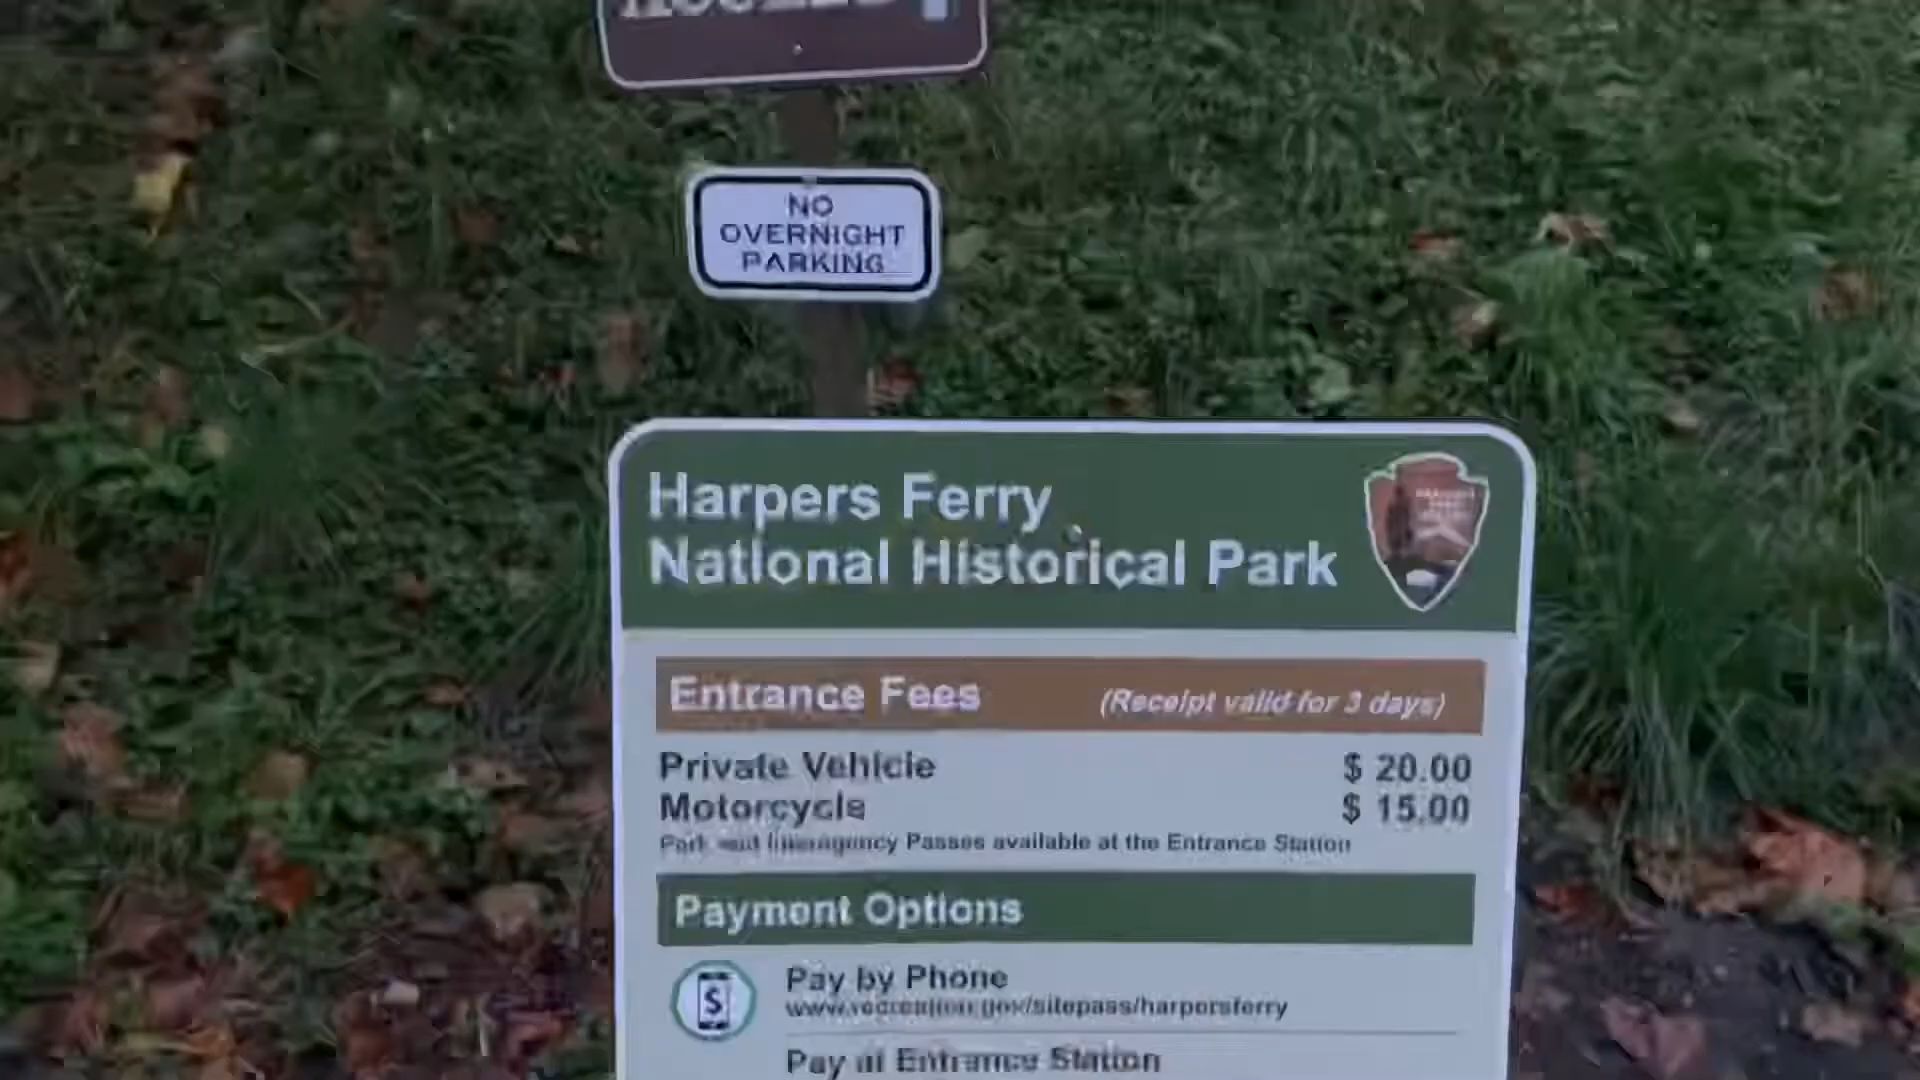 NO
OVERNIGHT
PARKING
Harpers Ferry
National Historical Park
Entrance Fees (Receipt valid for 3 days)
Private Vehicle $ 20.00
Motorcycle $ 15.00
Park and Interagency Passes available at the Entrance Station
Payment Options
Pay by Phone
www.recreation.gov/sitepass/harpersferry
Pay at Entrance Station